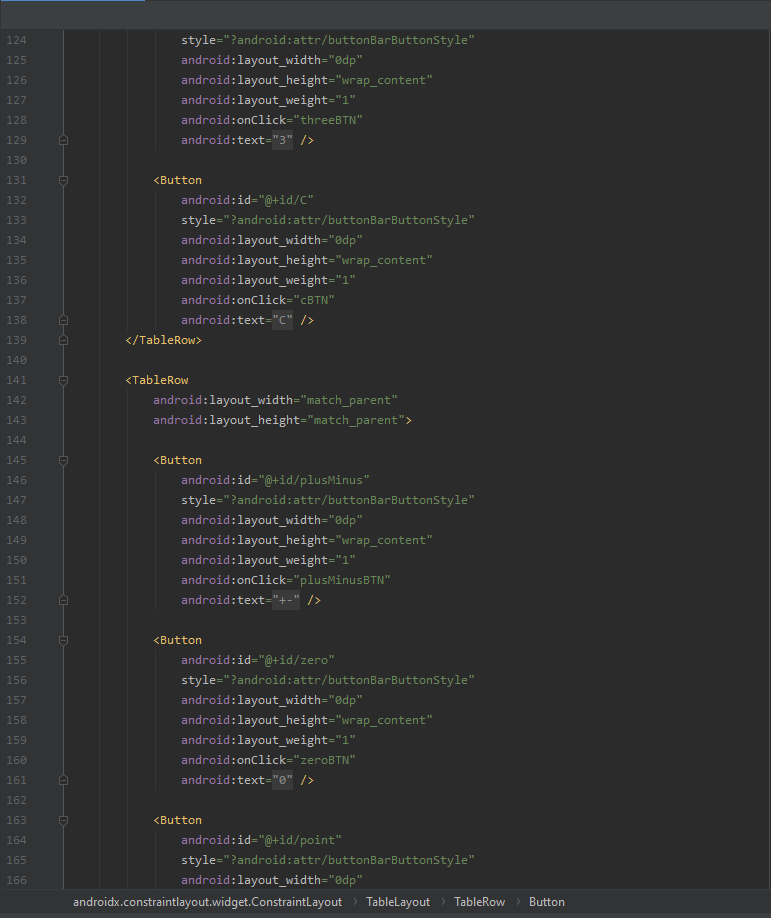 124 style="?android:attr/buttonBarButtonStyle"
125 android:layout_width="0dp"
126 android:layout_height="wrap_content"
127 android:layout_weight="1"
128 android:onClick="threeBTN"
129 android:text="3" />
130
131 <Button
132 android:id="@+id/C"
133 style="?android:attr/buttonBarButtonStyle"
134 android:layout_width="0dp"
135 android:layout_height="wrap_content"
136 android:layout_weight="1"
137 android:onClick="cBTN"
138 android:text="C" />
139 </TableRow>
140
141 <TableRow
142 android:layout_width="match_parent"
143 android:layout_height="match_parent">
144
145 <Button
146 android:id="@+id/plusMinus"
147 style="?android:attr/buttonBarButtonStyle"
148 android:layout_width="0dp"
149 android:layout_height="wrap_content"
150 android:layout_weight="1"
151 android:onClick="plusMinusBTN"
152 android:text="+-" />
153
154 <Button
155 android:id="@+id/zero"
156 style="?android:attr/buttonBarButtonStyle"
157 android:layout_width="0dp"
158 android:layout_height="wrap_content"
159 android:layout_weight="1"
160 android:onClick="zeroBTN"
161 android:text="0" />
162
163 <Button
164 android:id="@+id/point"
165 style="?android:attr/buttonBarButtonStyle"
166 android:layout_width="0dp"
androidx.constraintlayout.widget.ConstraintLayout › TableLayout › TableRow › Button